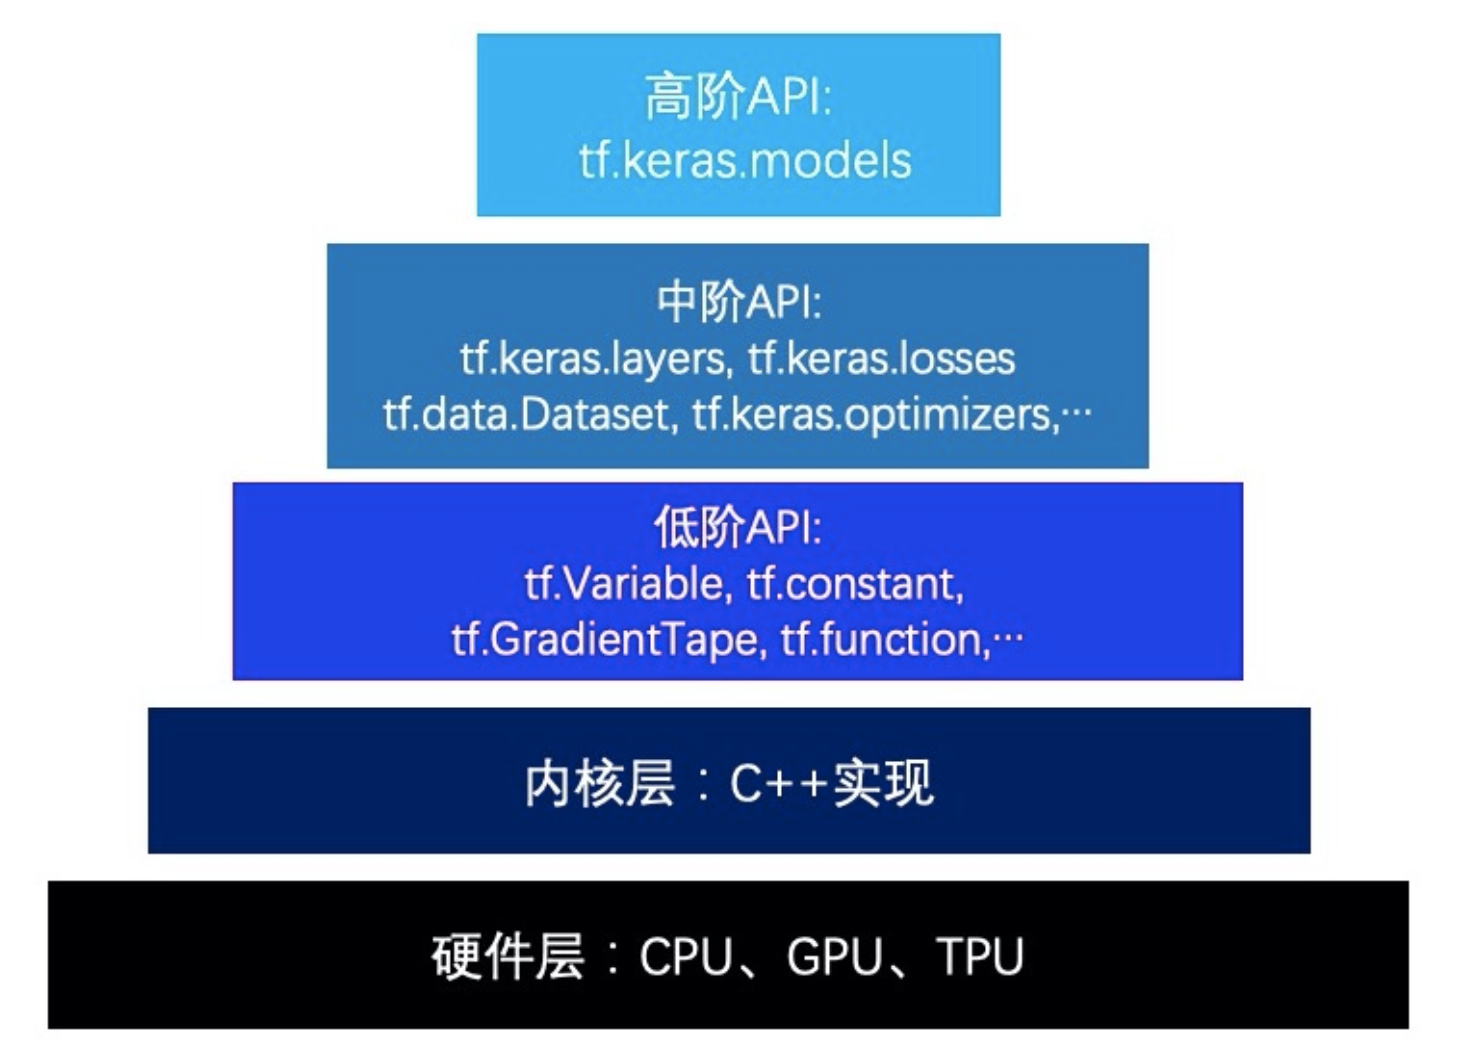 高阶API:
tf.keras.models
中阶API:
tf.keras.layers, tf.keras.losses
tf.data.Dataset, tf.keras.optimizers,···
低阶API:
tf.Variable, tf.constant,
tf.GradientTape, tf.function,···
内核层：C++实现
硬件层：CPU、GPU、TPU